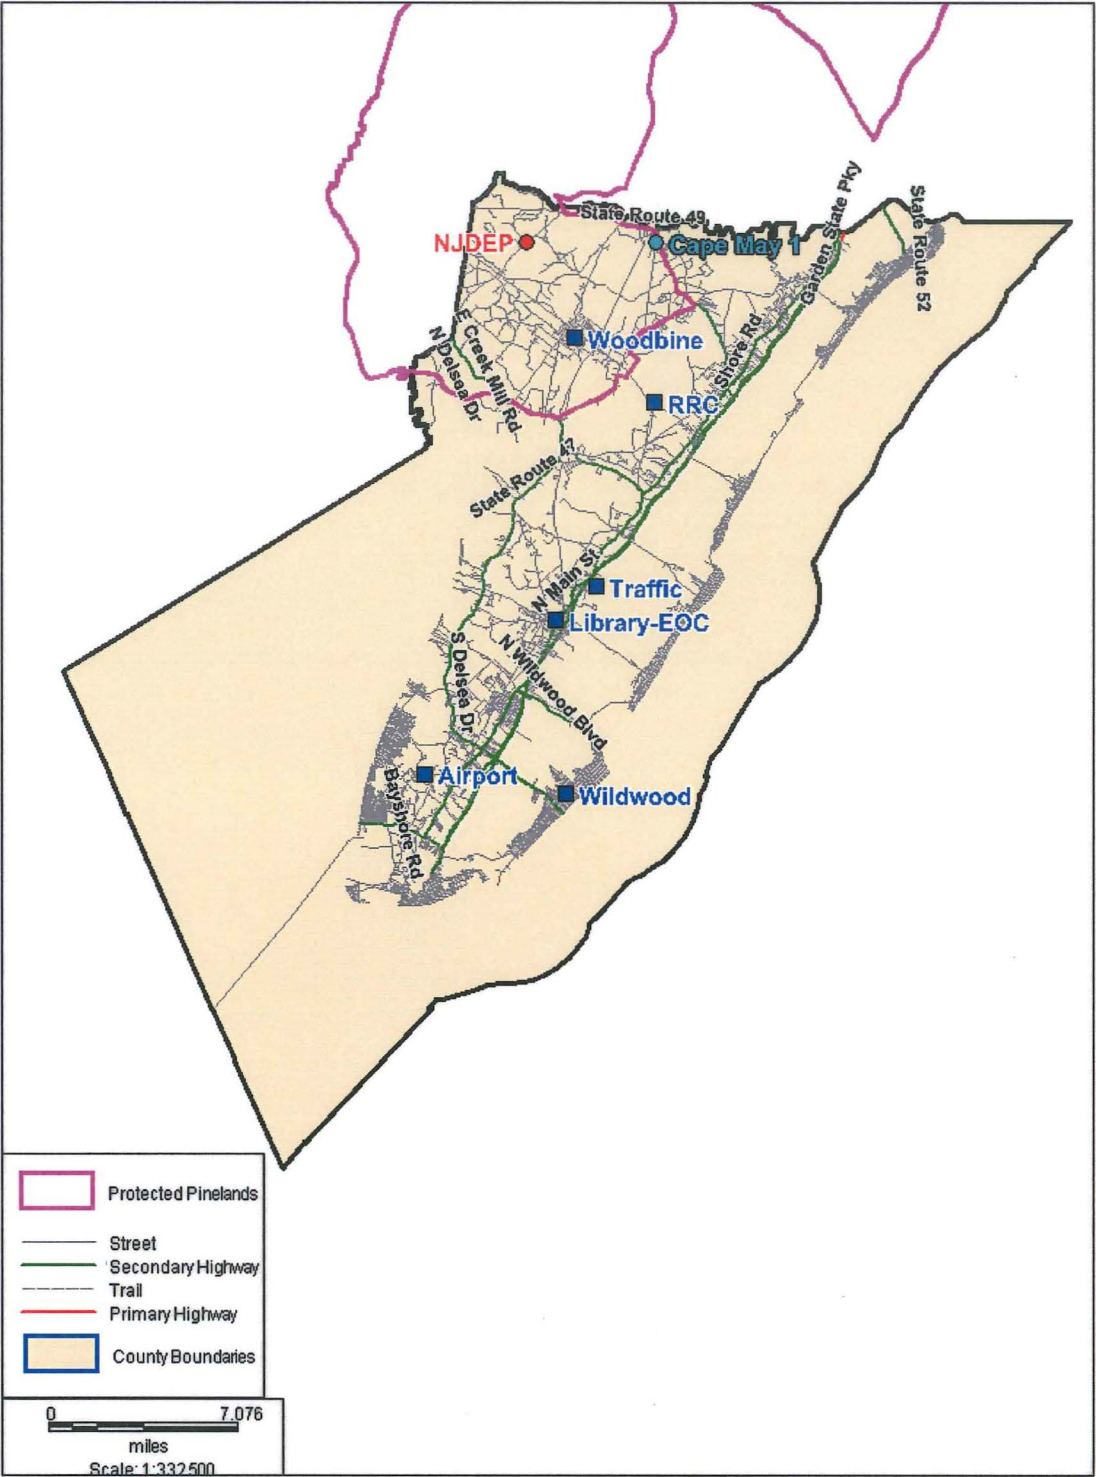 State Route 49
Garden State Pky
State Route 52
NJDEP
Cape May 1
E Creek Mill Rd
N Delsea Dr
Woodbine
Shore Rd
RRC
State Route 47
N Main St
Traffic
Library-EOC
N Wildwood Blvd
S Delsea Dr
Airport
Bayshore Rd
Wildwood
Protected Pinelands
Street
Secondary Highway
Trail
Primary Highway
County Boundaries
0 7.076
miles
Scale: 1:332500